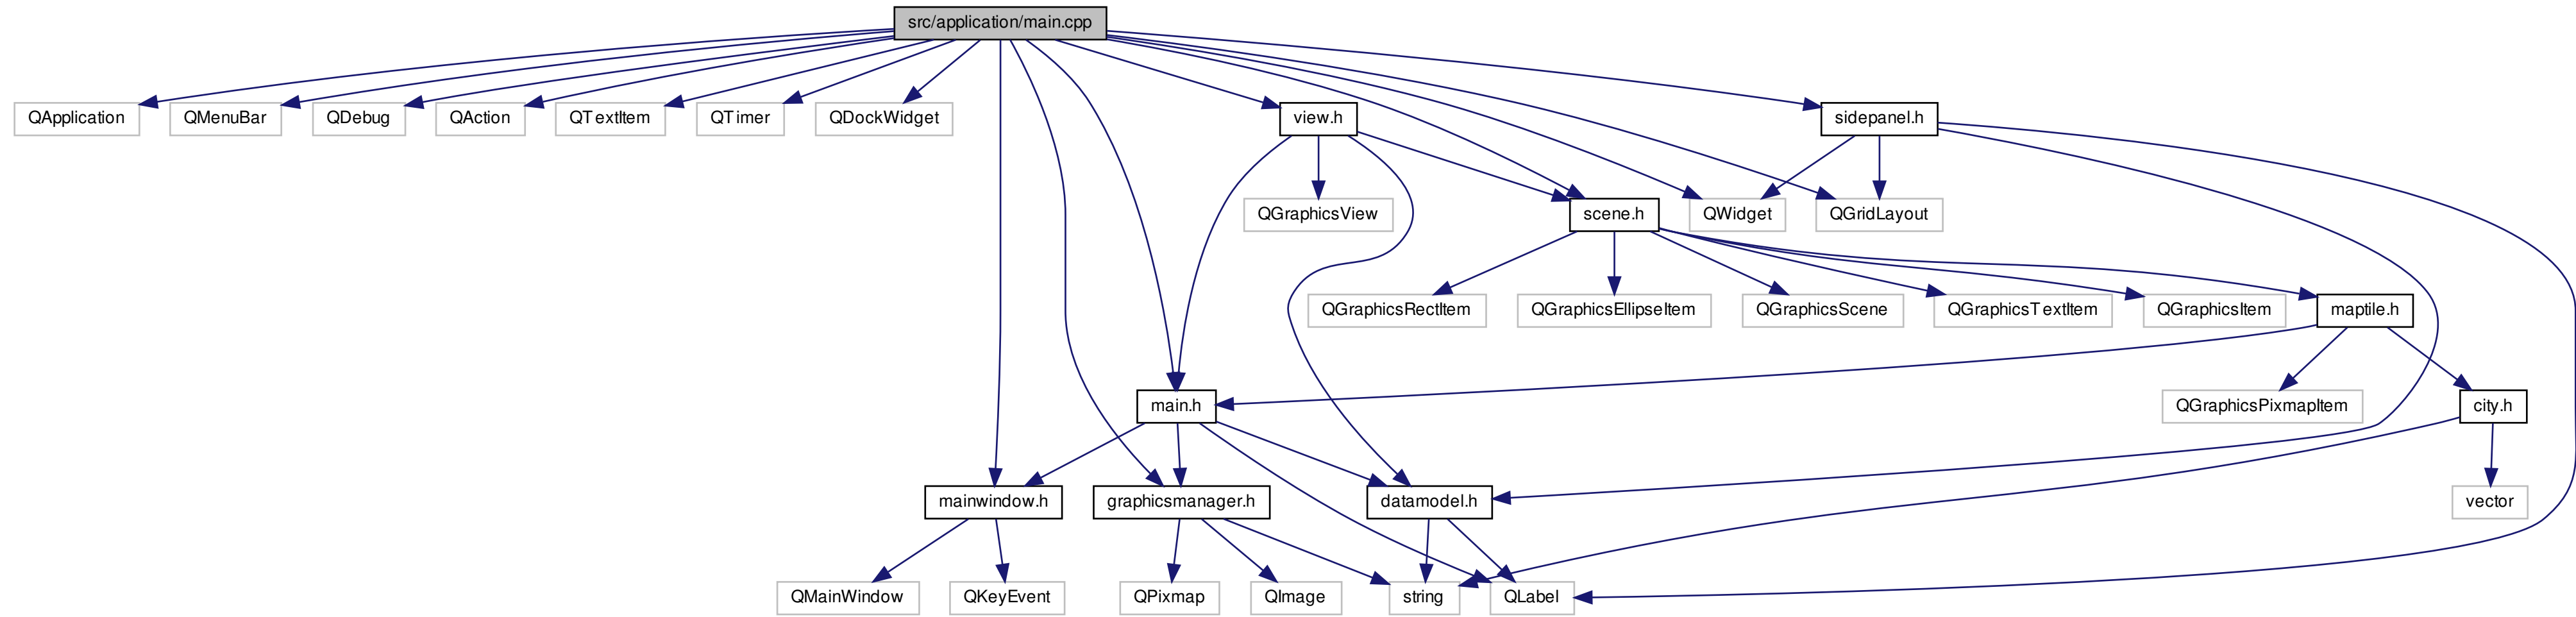 src/application/main.cpp
QApplication
QMenuBar
QDebug
QAction
QTextItem
QTimer
QDockWidget
view.h
sidepanel.h
QGraphicsView
scene.h
QWidget
QGridLayout
QGraphicsRectItem
QGraphicsEllipseItem
QGraphicsScene
QGraphicsTextItem
QGraphicsItem
maptile.h
main.h
QGraphicsPixmapItem
city.h
mainwindow.h
graphicsmanager.h
datamodel.h
vector
QMainWindow
QKeyEvent
QPixmap
QImage
string
QLabel